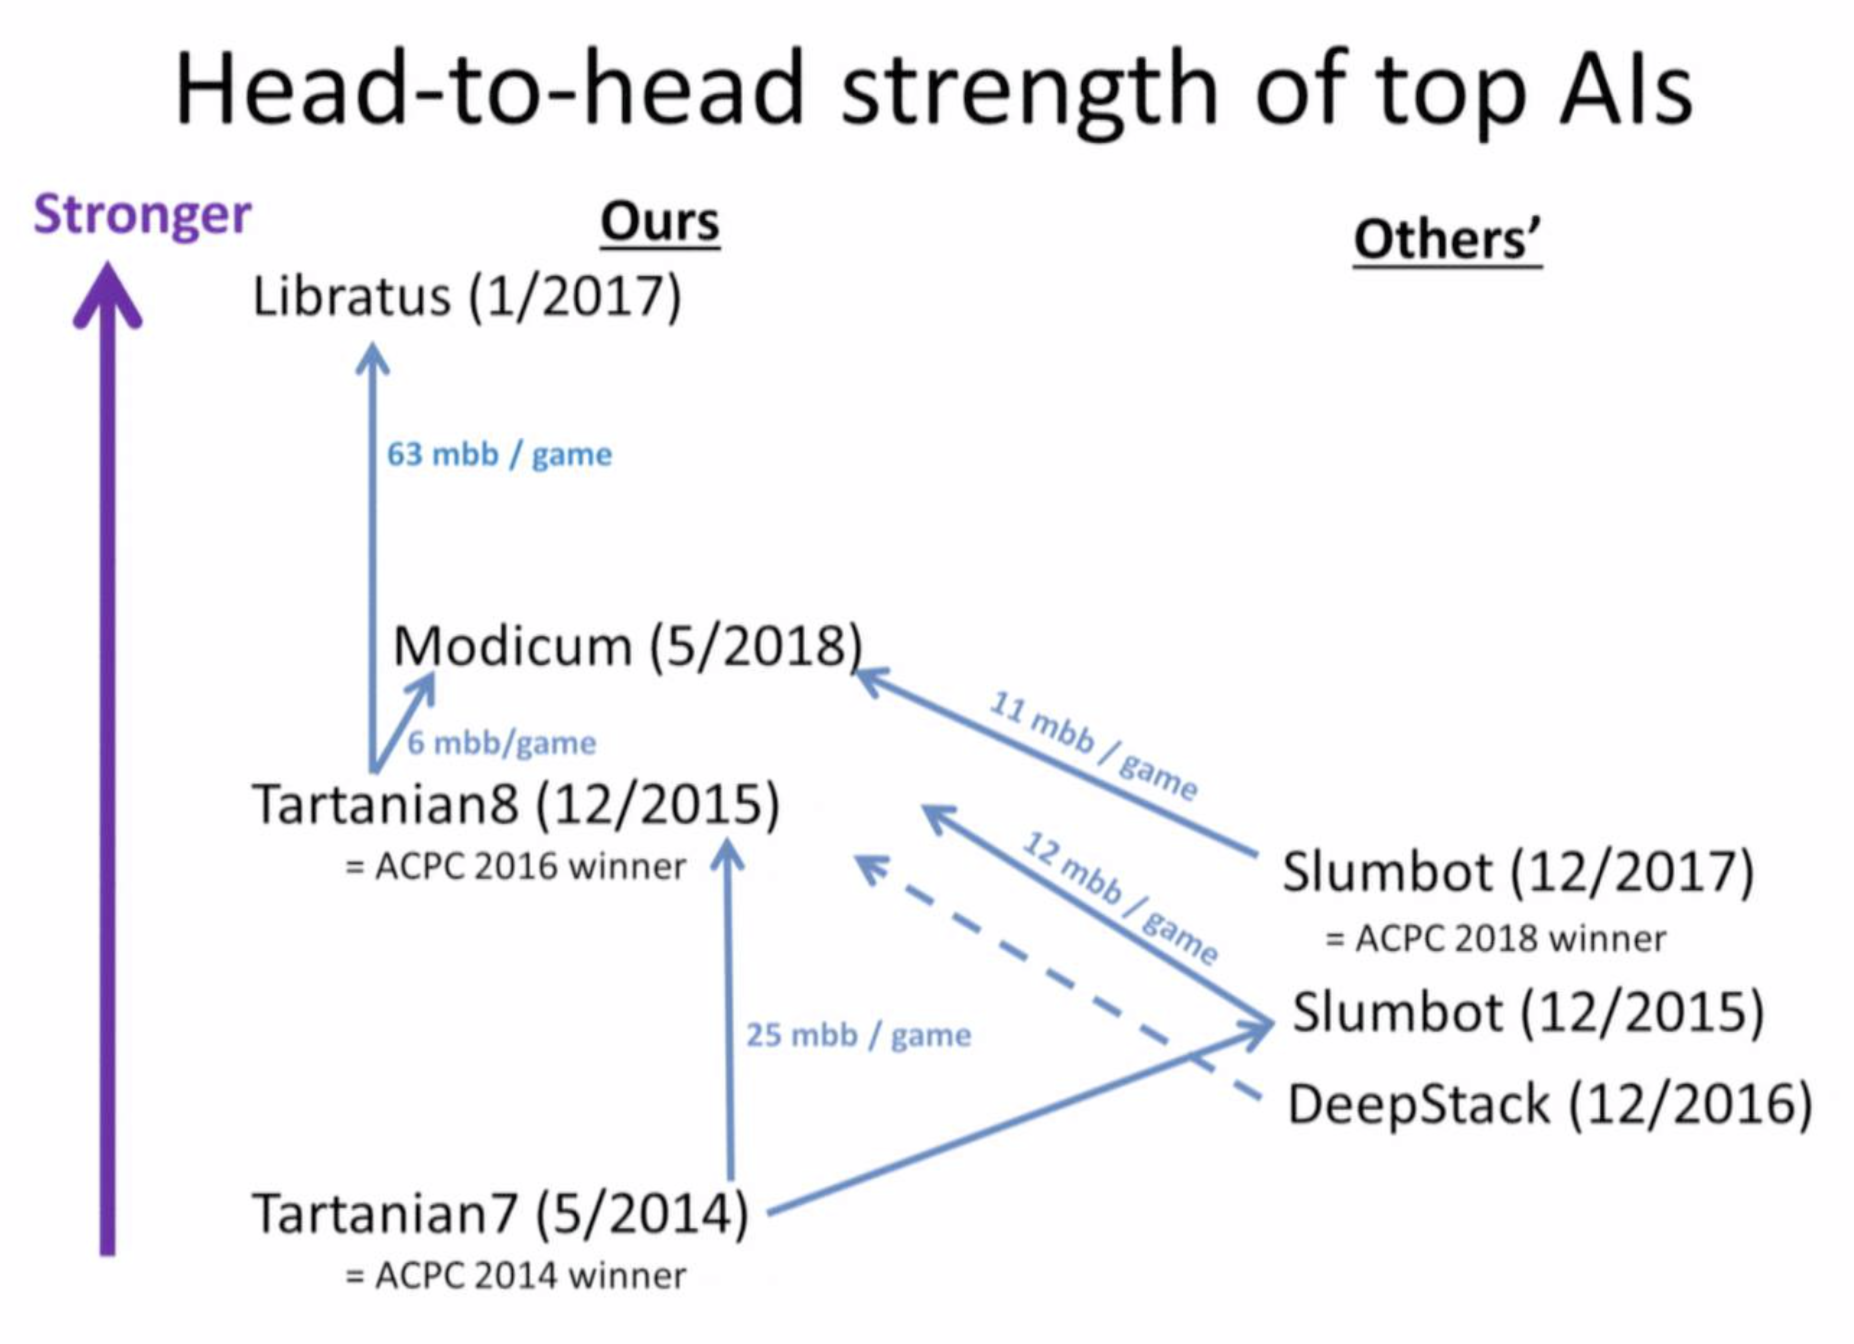 Head-to-head strength of top AIs
Stronger
Ours
Others’
Libratus (1/2017)
63 mbb / game
Modicum (5/2018)
11 mbb / game
6 mbb/game
Tartanian8 (12/2015)
= ACPC 2016 winner
12 mbb / game
Slumbot (12/2017)
= ACPC 2018 winner
Slumbot (12/2015)
25 mbb / game
DeepStack (12/2016)
Tartanian7 (5/2014)
= ACPC 2014 winner